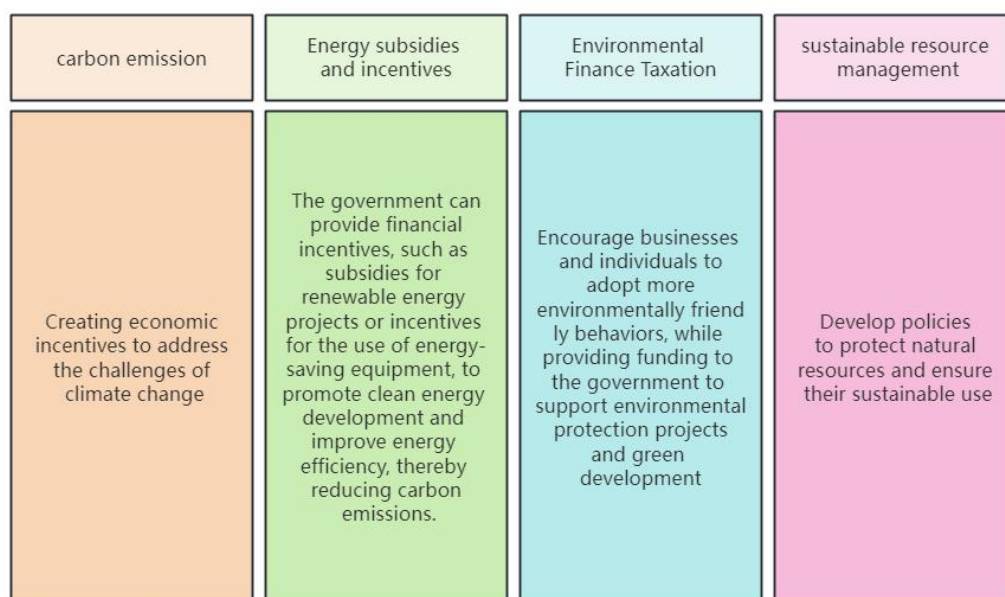 carbon emission
Energy subsidies
and incentives
Environmental
Finance Taxation
sustainable resource
management
Creating economic
incentives to address
the challenges of
climate change
The government can
provide financial
incentives, such as
subsidies for
renewable energy
projects or incentives
for the use of energy-
saving equipment, to
promote clean energy
development and
improve energy
efficiency, thereby
reducing carbon
emissions.
Encourage businesses
and individuals to
adopt more
environmentally friend
ly behaviors, while
providing funding to
the government to
support environmental
protection projects
and green
development
Develop policies
to protect natural
resources and ensure
their sustainable use